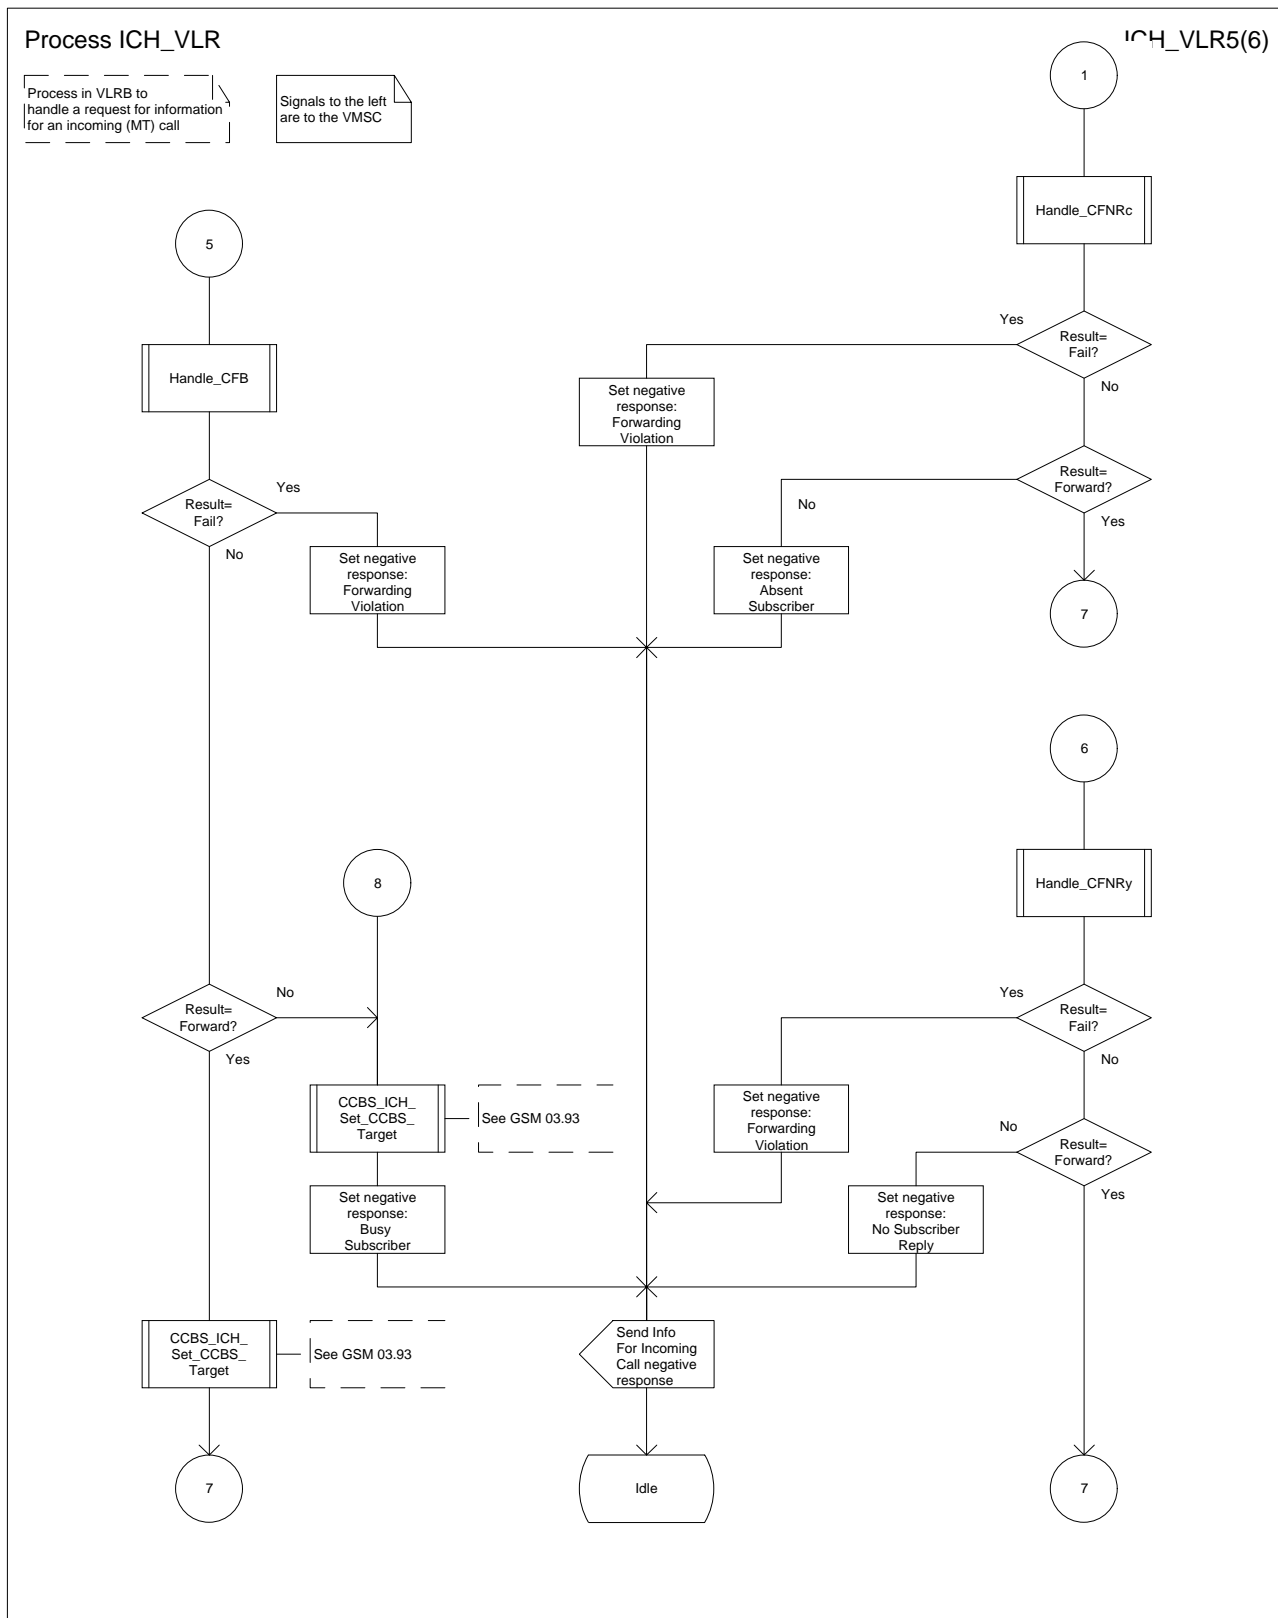 Process ICH_VLR
ICH_VLR5(6)
Process in VLRB to
handle a request for information
for an incoming (MT) call
Signals to the left
are to the VMSC
1
Handle_CFNRc
5
Yes
Result=
Fail?
No
Handle_CFB
Set negative
response:
Forwarding
Violation
Result=
Forward?
No
Yes
Yes
Result=
Fail?
No
Set negative
response:
Forwarding
Violation
Set negative
response:
Absent
Subscriber
7
6
8
Handle_CFNRy
No
Result=
Forward?
Yes
Yes
Result=
Fail?
No
CCBS_ICH_
Set_CCBS_
Target
See GSM 03.93
Set negative
response:
Forwarding
Violation
No
Result=
Forward?
Yes
Set negative
response:
Busy
Subscriber
Set negative
response:
No Subscriber
Reply
CCBS_ICH_
Set_CCBS_
Target
See GSM 03.93
Send Info
For Incoming
Call negative
response
7
Idle
7